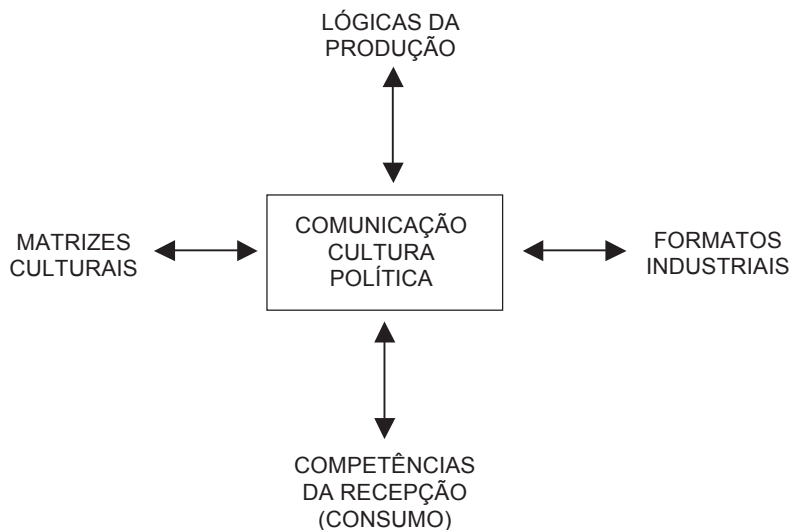 LÓGICAS DA
PRODUÇÃO
MATRIZES
CULTURAIS
COMUNICAÇÃO
CULTURA
POLÍTICA
FORMATOS
INDUSTRIAIS
COMPETÊNCIAS
DA RECEPÇÃO
(CONSUMO)